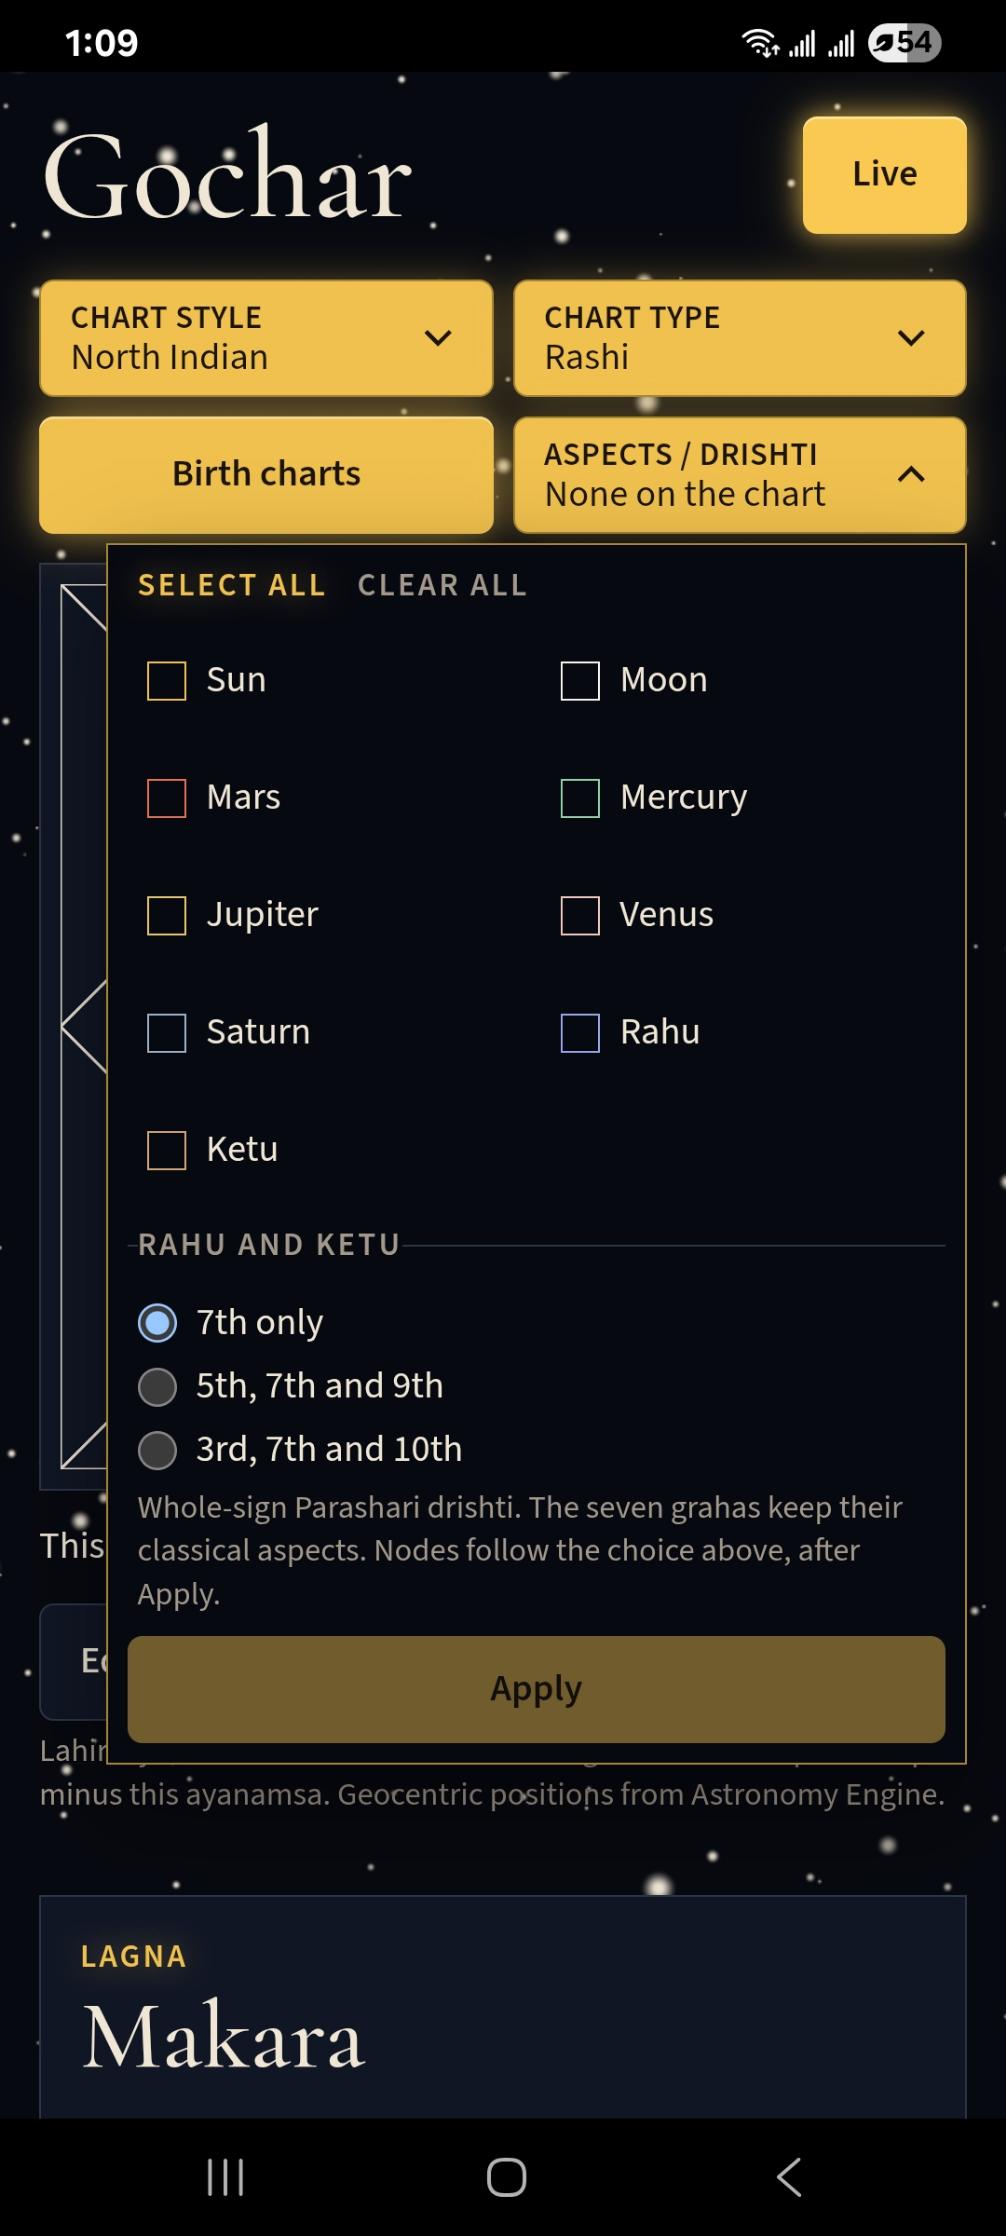 1:09
54
Gochar
Live
CHART STYLE
North Indian
CHART TYPE
Rashi
Birth charts
ASPECTS / DRISHTI
None on the chart
SELECT ALL CLEAR ALL
Sun
Moon
Mars
Mercury
Jupiter
Venus
Saturn
Rahu
Ketu
RAHU AND KETU
7th only
5th, 7th and 9th
3rd, 7th and 10th
Whole-sign Parashari drishti. The seven grahas keep their
classical aspects. Nodes follow the choice above, after
Apply.
This
Apply
minus this ayanamsa. Geocentric positions from Astronomy Engine.
LAGNA
Makara